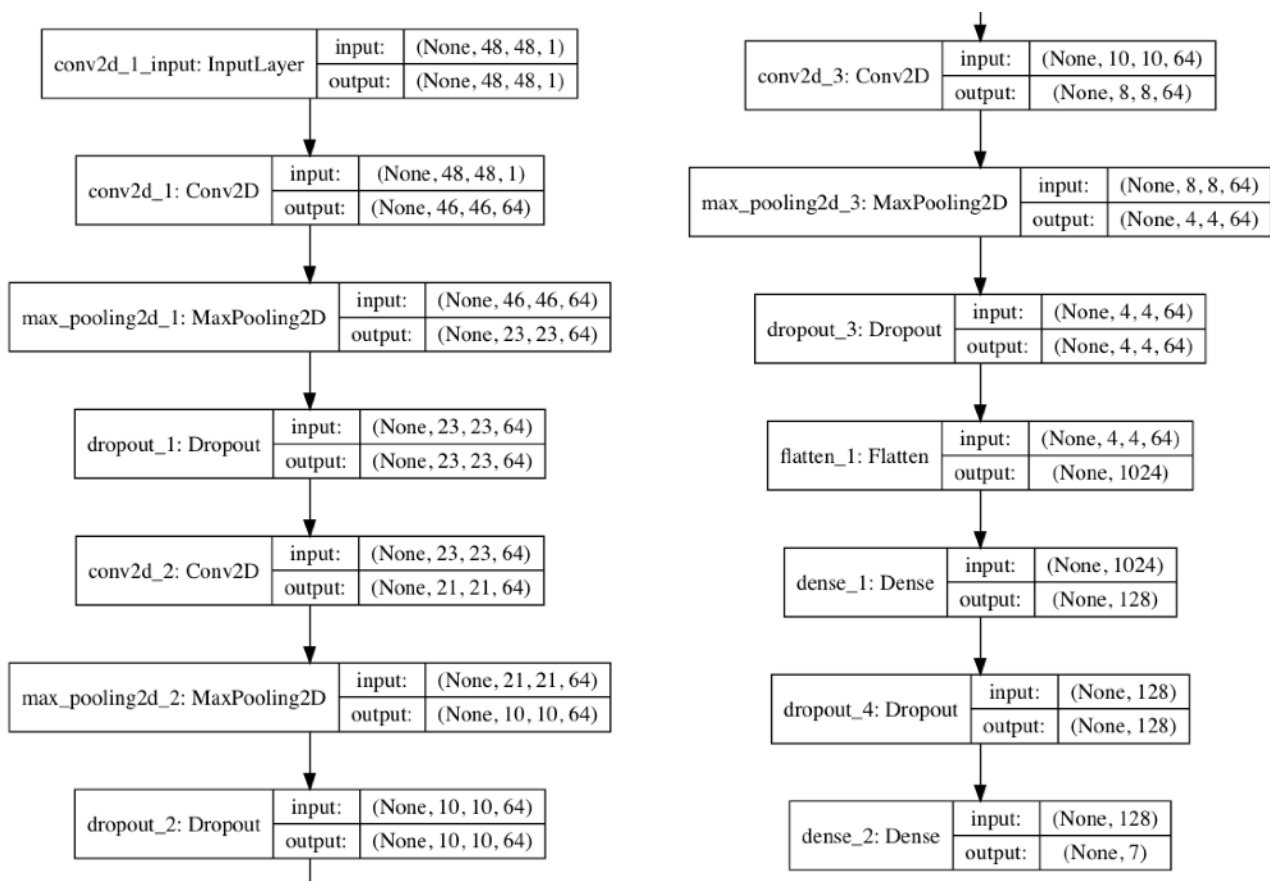 conv2d_1_input: InputLayer
input: (None, 48, 48, 1)
output: (None, 48, 48, 1)
conv2d_1: Conv2D
input: (None, 48, 48, 1)
output: (None, 46, 46, 64)
max_pooling2d_1: MaxPooling2D
input: (None, 46, 46, 64)
output: (None, 23, 23, 64)
dropout_1: Dropout
input: (None, 23, 23, 64)
output: (None, 23, 23, 64)
conv2d_2: Conv2D
input: (None, 23, 23, 64)
output: (None, 21, 21, 64)
max_pooling2d_2: MaxPooling2D
input: (None, 21, 21, 64)
output: (None, 10, 10, 64)
dropout_2: Dropout
input: (None, 10, 10, 64)
output: (None, 10, 10, 64)
conv2d_3: Conv2D
input: (None, 10, 10, 64)
output: (None, 8, 8, 64)
max_pooling2d_3: MaxPooling2D
input: (None, 8, 8, 64)
output: (None, 4, 4, 64)
dropout_3: Dropout
input: (None, 4, 4, 64)
output: (None, 4, 4, 64)
flatten_1: Flatten
input: (None, 4, 4, 64)
output: (None, 1024)
dense_1: Dense
input: (None, 1024)
output: (None, 128)
dropout_4: Dropout
input: (None, 128)
output: (None, 128)
dense_2: Dense
input: (None, 128)
output: (None, 7)